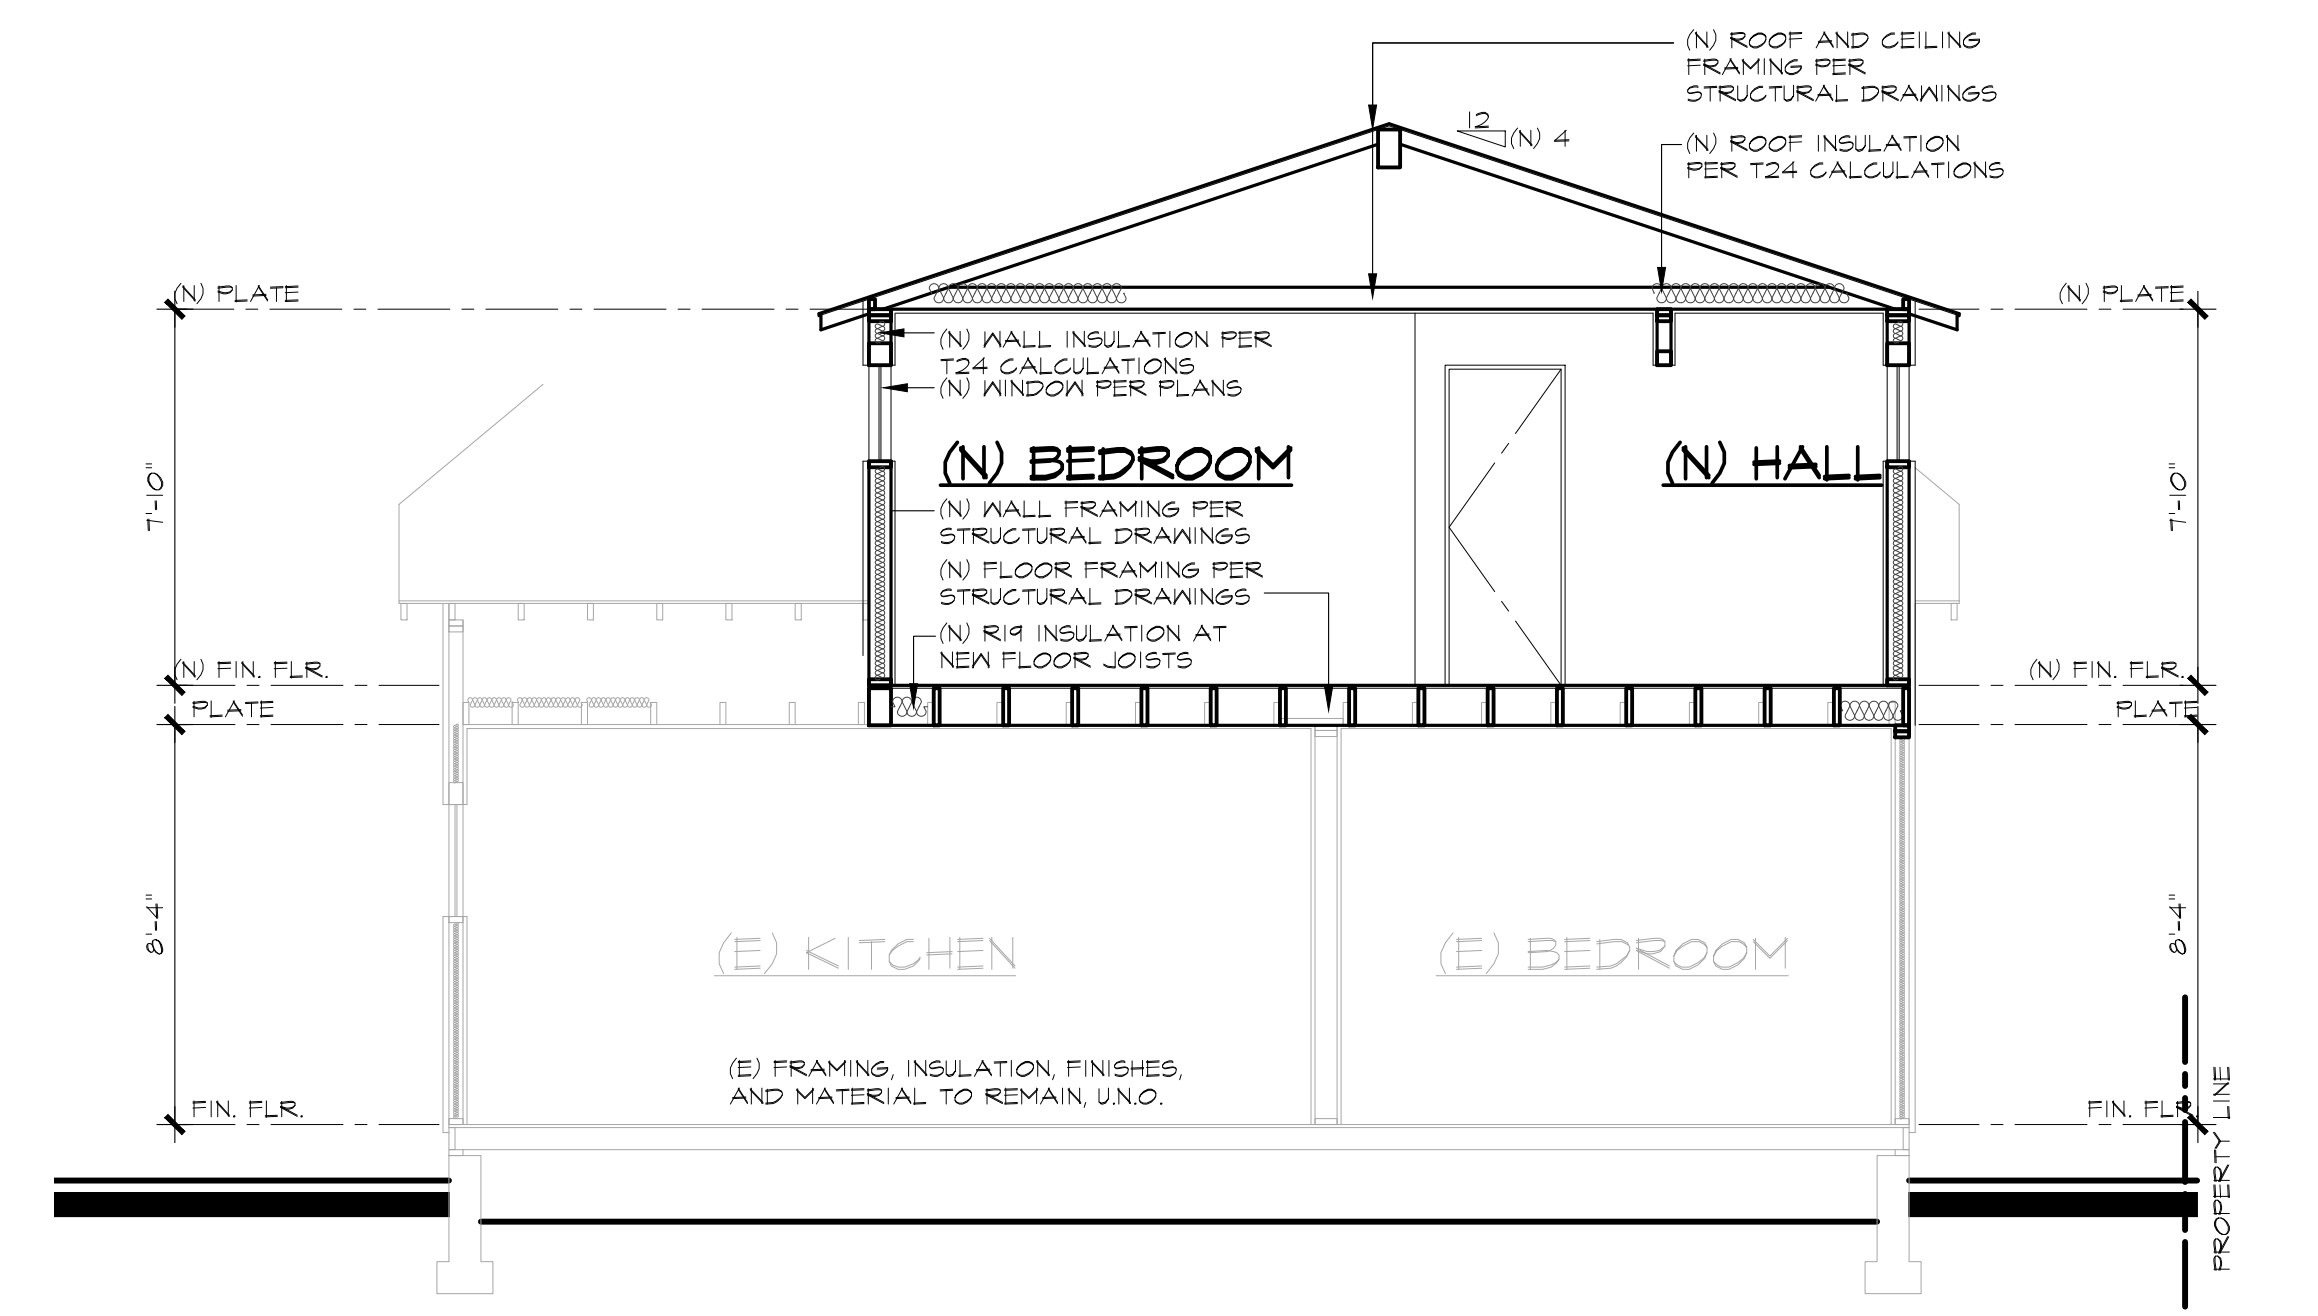 (N) ROOF AND CEILING
FRAMING PER
STRUCTURAL DRAWINGS
12
(N) 4
(N) ROOF INSULATION
PER T24 CALCULATIONS
(N) PLATE
(N) PLATE
(N) WALL INSULATION PER
T24 CALCULATIONS
(N) WINDOW PER PLANS
(N) BEDROOM
(N) HALL
7'-10"
7'-10"
(N) WALL FRAMING PER
STRUCTURAL DRAWINGS
(N) FLOOR FRAMING PER
STRUCTURAL DRAWINGS
(N) R19 INSULATION AT
NEW FLOOR JOISTS
(N) FIN. FLR.
(N) FIN. FLR.
PLATE
PLATE
8'-4"
8'-4"
(E) KITCHEN
(E) BEDROOM
(E) FRAMING, INSULATION, FINISHES,
AND MATERIAL TO REMAIN, U.N.O.
FIN. FLR.
FIN. FLR.
PROPERTY LINE